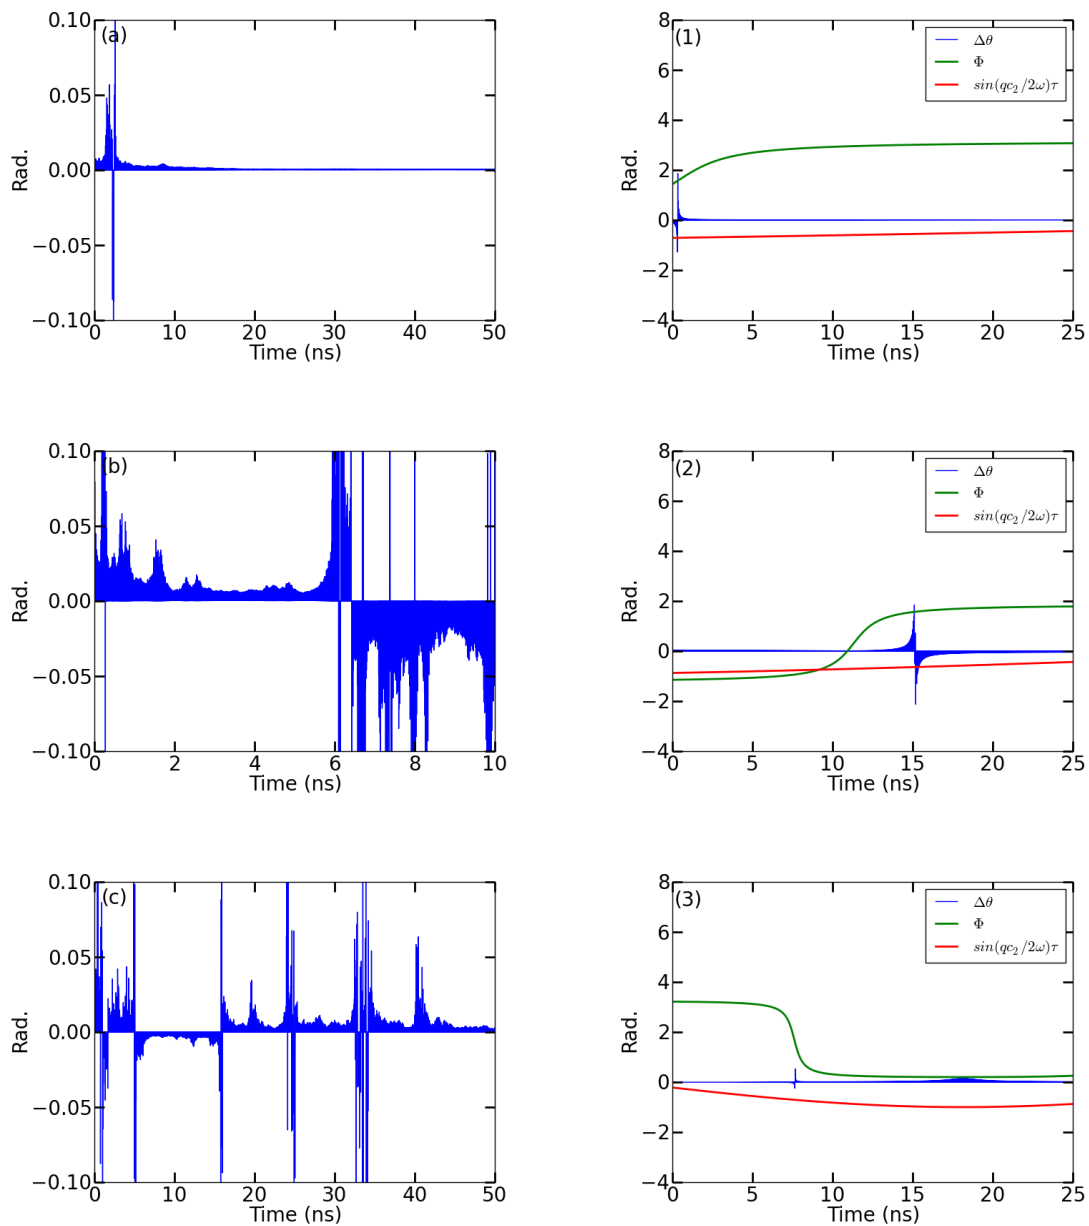 (a)
0.10
0.05
0.00
−0.05
−0.10
Rad.
0 10 20 30 40 50
Time (ns)
(1)
8
6
4
2
0
−2
−4
Rad.
0 5 10 15 20 25
Time (ns)
Δθ
Φ
sin(qc₂/2ω)τ
(b)
0.10
0.05
0.00
−0.05
−0.10
Rad.
0 2 4 6 8 10
Time (ns)
(2)
8
6
4
2
0
−2
−4
Rad.
0 5 10 15 20 25
Time (ns)
Δθ
Φ
sin(qc₂/2ω)τ
(c)
0.10
0.05
0.00
−0.05
−0.10
Rad.
0 10 20 30 40 50
Time (ns)
(3)
8
6
4
2
0
−2
−4
Rad.
0 5 10 15 20 25
Time (ns)
Δθ
Φ
sin(qc₂/2ω)τ